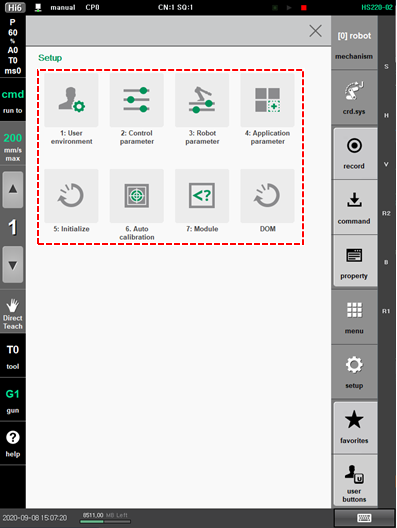 Hi6 manual CP0 CN:1 SQ:1 HS220-02
P
60
%
A0
T0
ms0
cmd
run to
200
mm/s
max
1
Direct
Teach
T0
tool
G1
gun
?
help
Setup
1: User
environment
2: Control
parameter
3: Robot
parameter
4: Application
parameter
5: Initialize
6. Auto
calibration
<?
7: Module
DOM
[0] robot
mechanism
crd.sys
record
command
property
menu
setup
favorites
U
user
buttons
S
H
V
R2
B
R1
2020-09-08 15:07:20 8511.00 MB Left